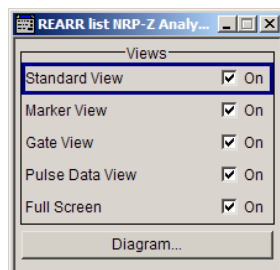 REARR list NRP-Z Analy...
Views
Standard View On
Marker View On
Gate View On
Pulse Data View On
Full Screen On
Diagram...